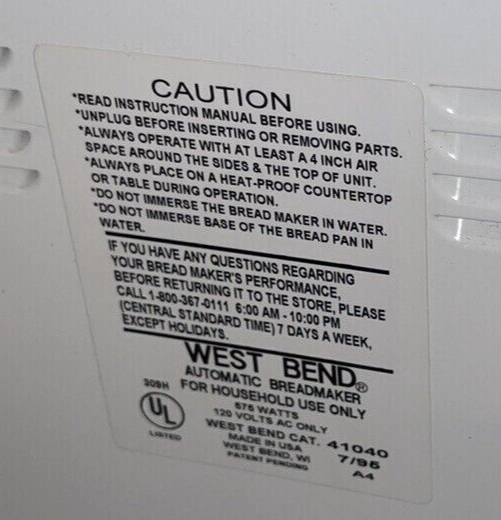 CAUTION
*READ INSTRUCTION MANUAL BEFORE USING.
*UNPLUG BEFORE INSERTING OR REMOVING PARTS.
*ALWAYS OPERATE WITH AT LEAST A 4 INCH AIR
SPACE AROUND THE SIDES & THE TOP OF UNIT.
*ALWAYS PLACE ON A HEAT-PROOF COUNTERTOP
OR TABLE DURING OPERATION.
*DO NOT IMMERSE THE BREAD MAKER IN WATER.
*DO NOT IMMERSE BASE OF THE BREAD PAN IN
WATER.
IF YOU HAVE ANY QUESTIONS REGARDING
YOUR BREAD MAKER'S PERFORMANCE,
BEFORE RETURNING IT TO THE STORE, PLEASE
CALL 1-800-367-0111 6:00 AM - 10:00 PM
(CENTRAL STANDARD TIME) 7 DAYS A WEEK,
EXCEPT HOLIDAYS.
WEST BEND®
AUTOMATIC BREADMAKER
FOR HOUSEHOLD USE ONLY
309H
UL
LISTED
675 WATTS
120 VOLTS AC ONLY
WEST BEND CAT. 41040
MADE IN USA 7/95
WEST BEND, WI A4
PATENT PENDING